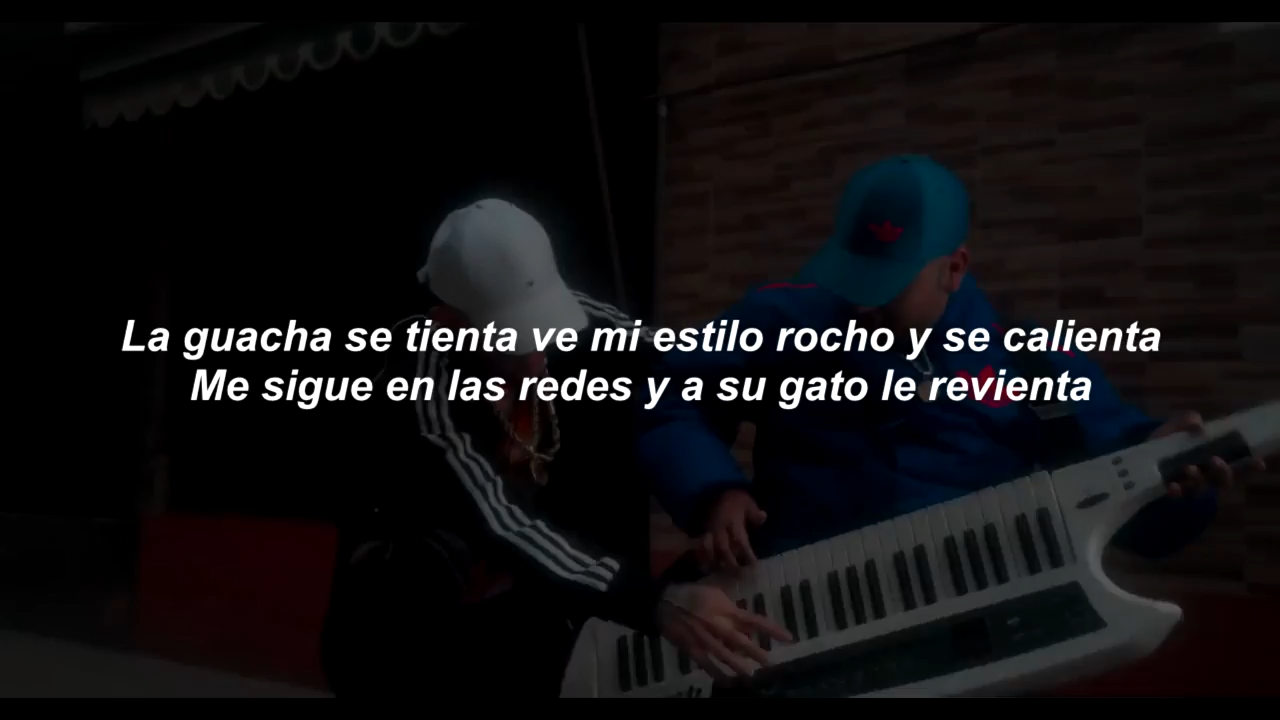 La guacha se tienta ve mi estilo rocho y se calienta
Me sigue en las redes y a su gato le revienta